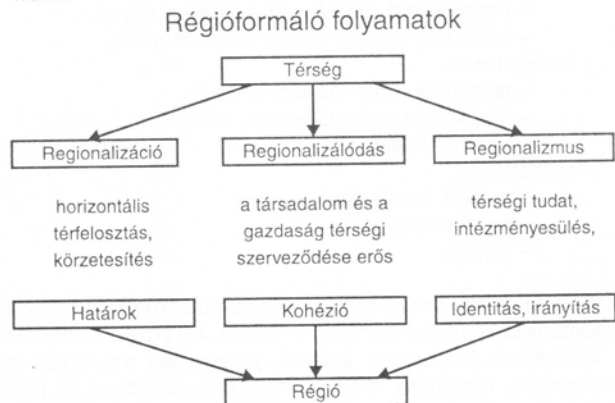 Régióformáló folyamatok
Térség
Regionalizáció
Regionalizálódás
Regionalizmus
horizontális
térfelosztás,
körzetesítés
a társadalom és a
gazdaság térségi
szerveződése erős
térségi tudat,
intézményesülés,
Határok
Kohézió
Identitás, irányítás
Régió